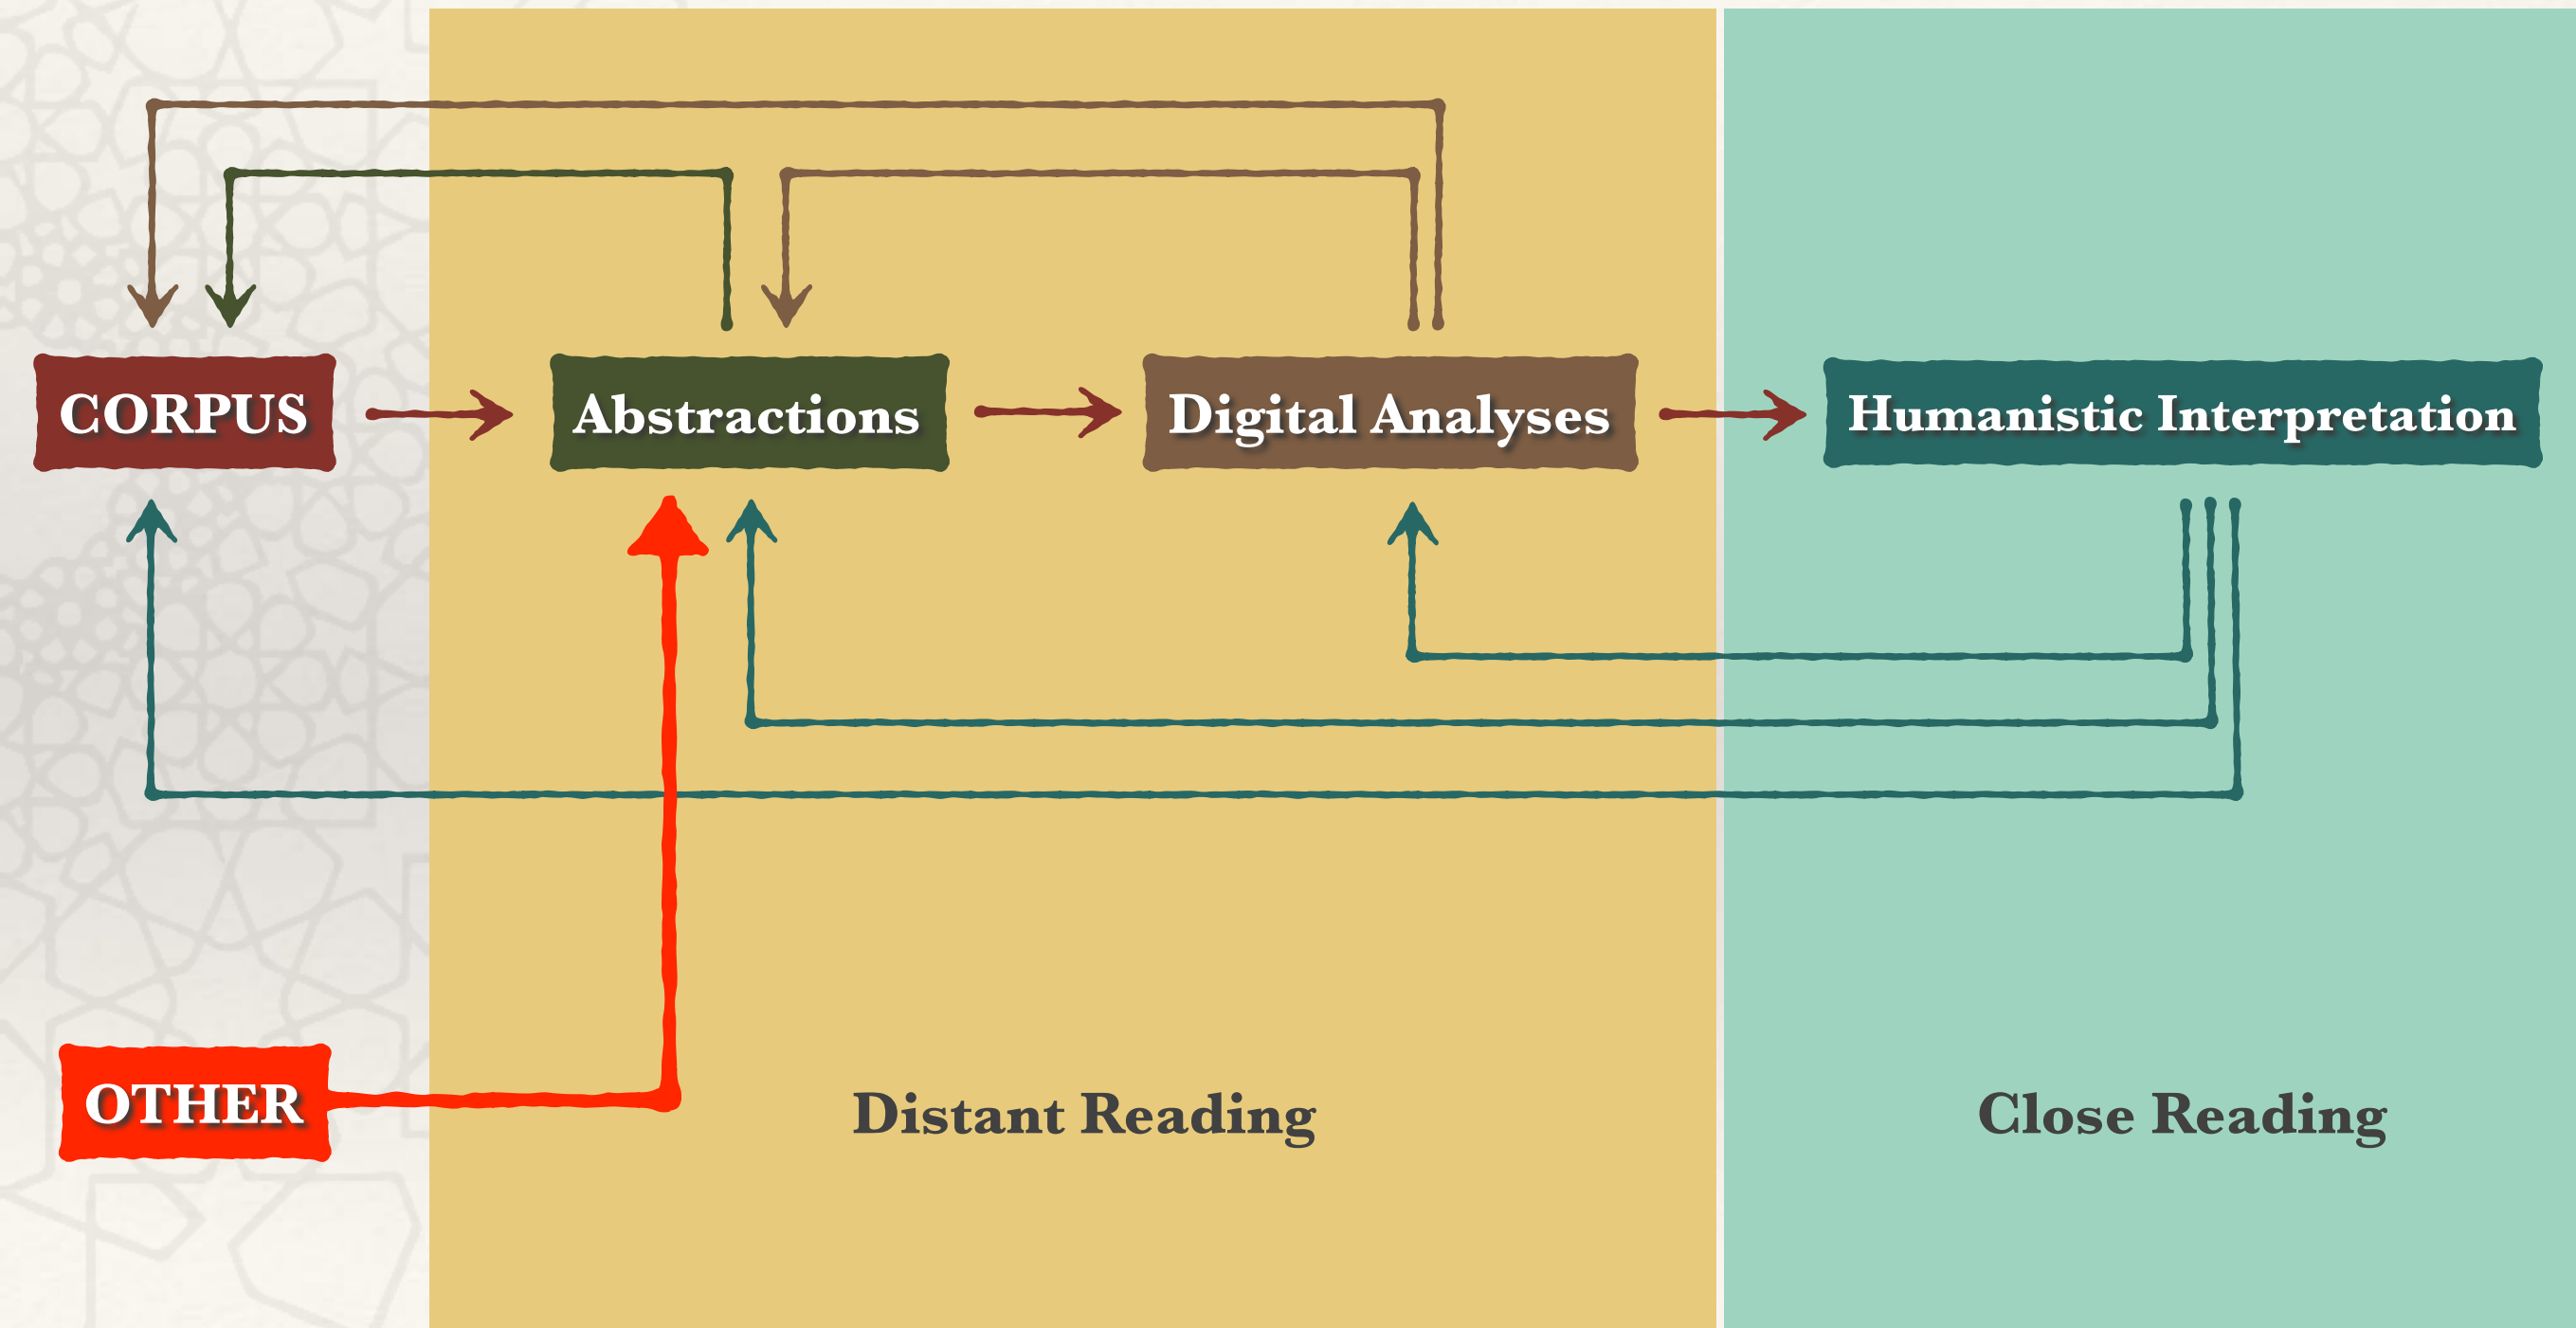 CORPUS
Abstractions
Digital Analyses
Humanistic Interpretation
OTHER
Distant Reading
Close Reading